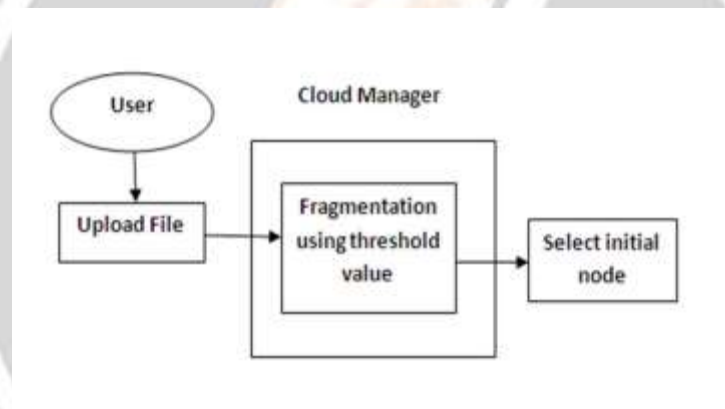 User
Cloud Manager
Upload File
Fragmentation
using threshold
value
Select initial
node